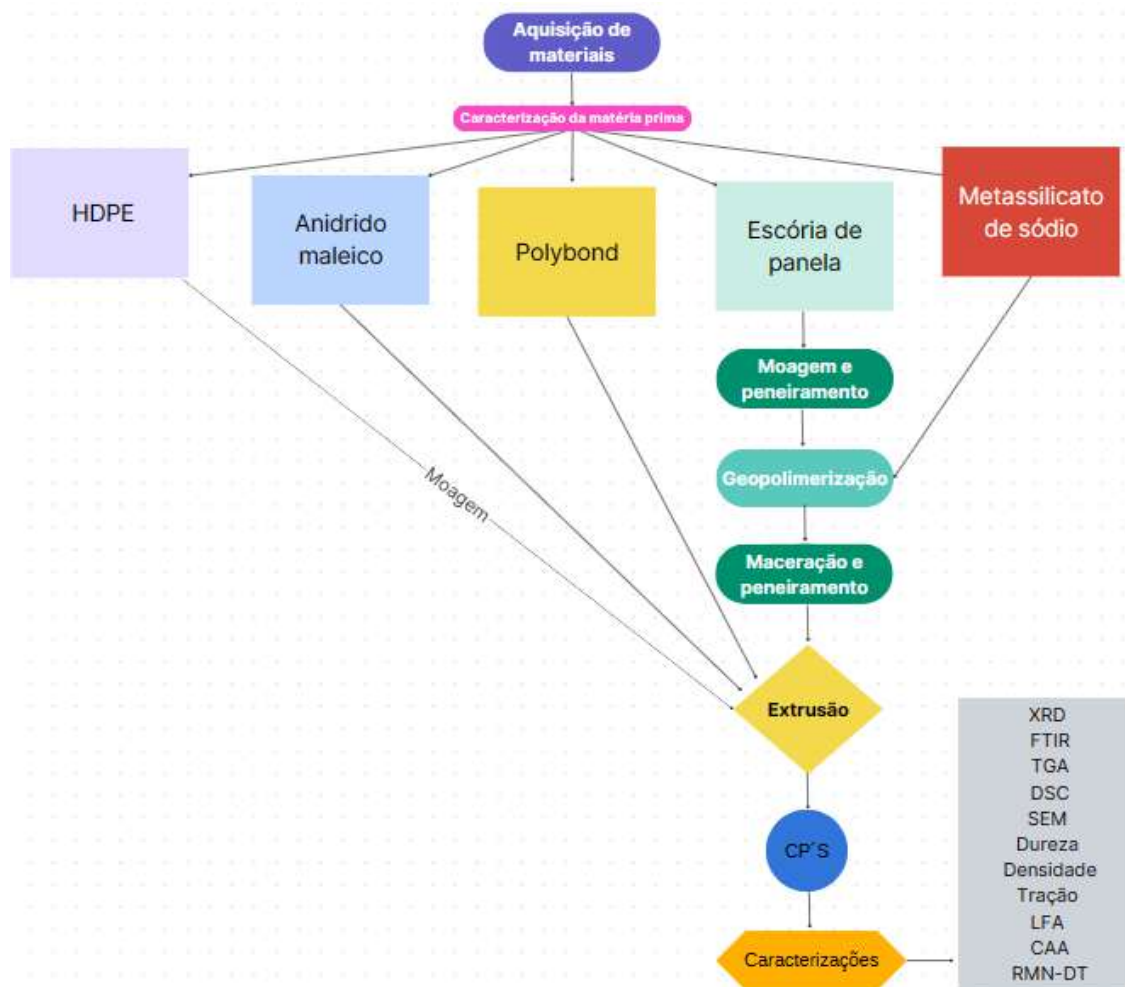 Aquisição de
materiais
Caracterização da matéria prima
HDPE
Anidrido
maleico
Polybond
Escória de
panela
Metassilicato
de sódio
Moagem e
peneiramento
Geopolimerização
Moagem
Maceração e
peneiramento
Extrusão
CP´S
Caracterizações
XRD
FTIR
TGA
DSC
SEM
Dureza
Densidade
Tração
LFA
CAA
RMN-DT